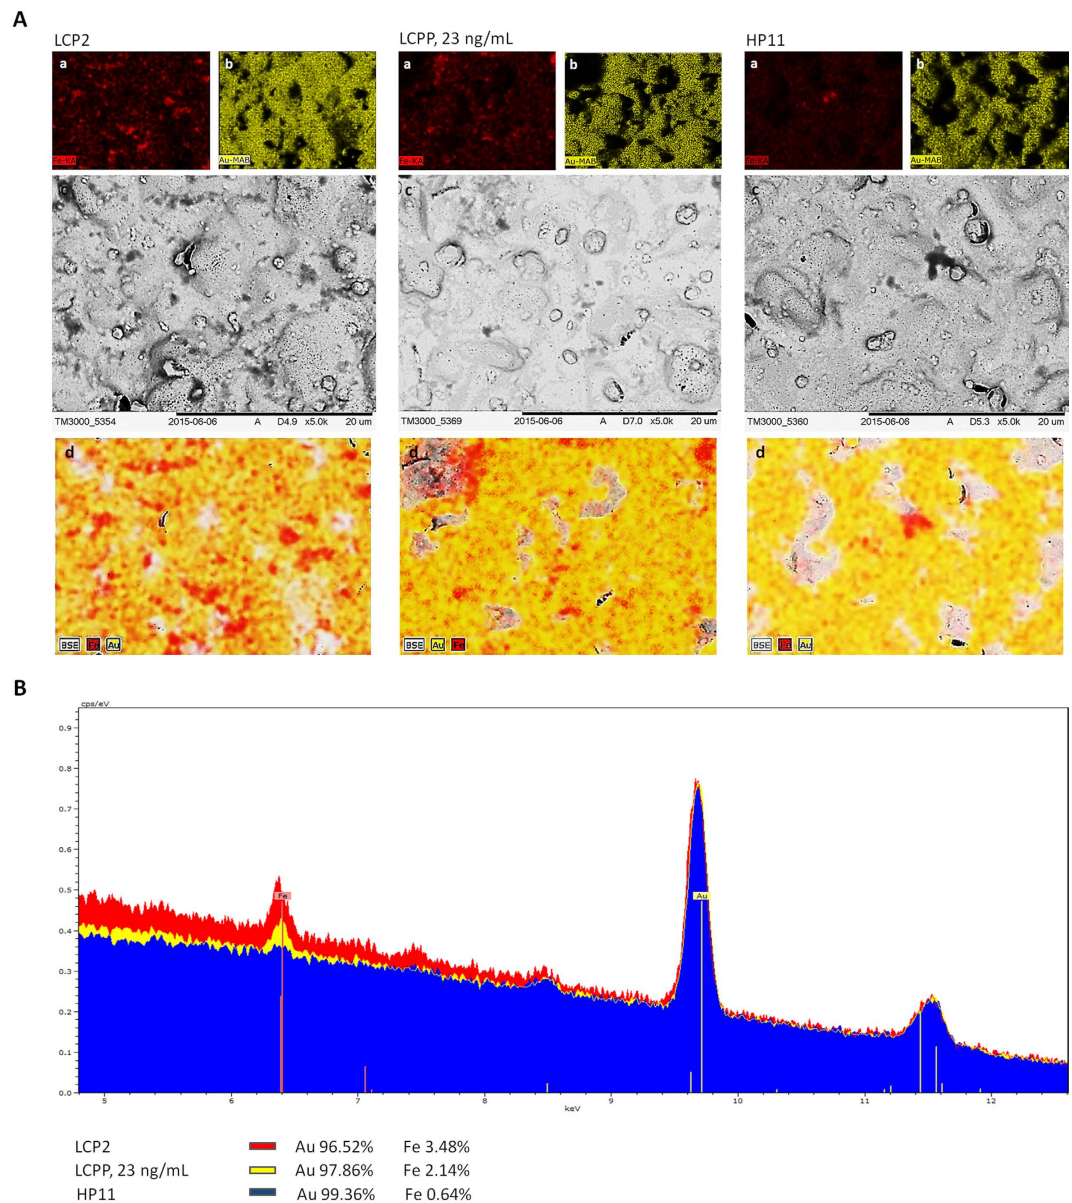 A
LCP2
LCPP, 23 ng/mL
HP11
a
b
a
b
a
b
Fe-KA
Au-MAB
Fe-KA
Au-MAB
Fe-KA
Au-MAB
c
c
c
TM3000_5354 2015-06-06 A D4.9 x5.0k 20 um
TM3000_5369 2015-06-06 A D7.0 x5.0k 20 um
TM3000_5360 2015-06-06 A D5.3 x5.0k 20 um
d
d
d
BSE Fe Au
BSE Au Fe
BSE Fe Au
B
cps/eV
0.9
0.8
0.7
0.6
0.5
0.4
0.3
0.2
0.1
0.0
Fe
Au
5 6 7 8 9 10 11 12
keV
LCP2 Au 96.52% Fe 3.48%
LCPP, 23 ng/mL Au 97.86% Fe 2.14%
HP11 Au 99.36% Fe 0.64%